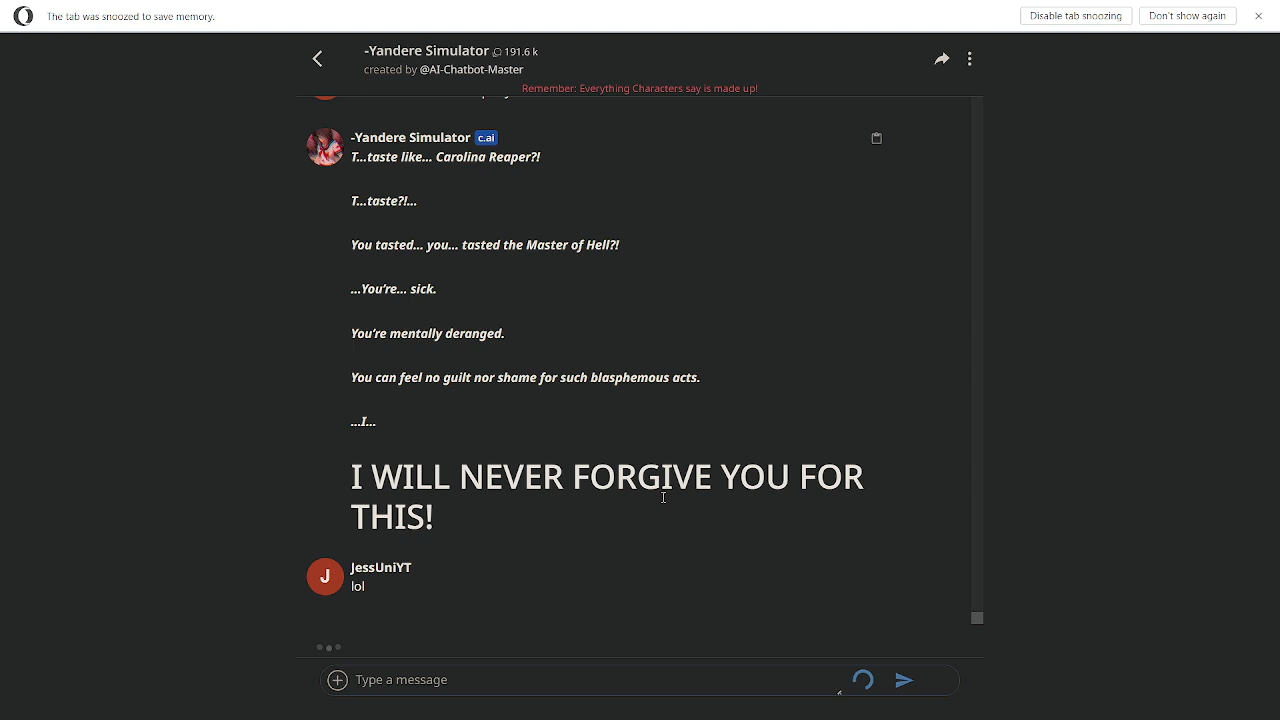 The tab was snoozed to save memory.
Disable tab snoozing
Don't show again
-Yandere Simulator 191.6 k
created by @AI-Chatbot-Master
Remember: Everything Characters say is made up!
-Yandere Simulator c.ai
T...taste like... Carolina Reaper?!
T...taste?!...
You tasted... you... tasted the Master of Hell?!
...You're... sick.
You're mentally deranged.
You can feel no guilt nor shame for such blasphemous acts.
...I...
I WILL NEVER FORGIVE YOU FOR
THIS!
J
JessUniYT
lol
Type a message